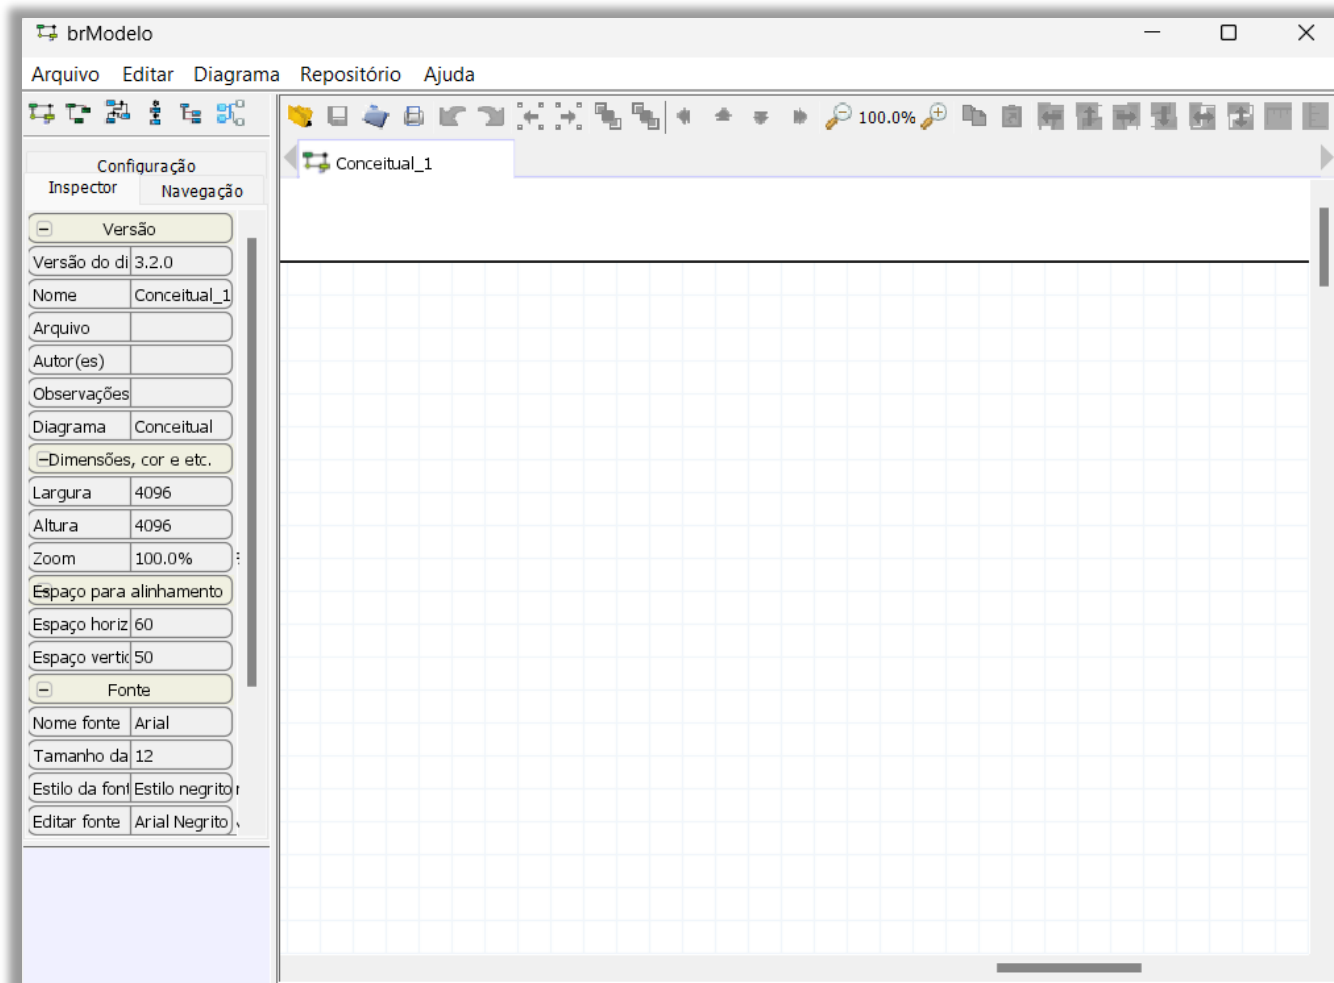 brModelo
Arquivo Editar Diagrama Repositório Ajuda
100.0%
Conceitual_1
Configuração
Inspector Navegação
Versão
Versão do di 3.2.0
Nome Conceitual_1
Arquivo
Autor(es)
Observações
Diagrama Conceitual
Dimensões, cor e etc.
Largura 4096
Altura 4096
Zoom 100.0%
Espaço para alinhamento
Espaço horiz 60
Espaço vertic 50
Fonte
Nome fonte Arial
Tamanho da 12
Estilo da font Estilo negrito
Editar fonte Arial Negrito